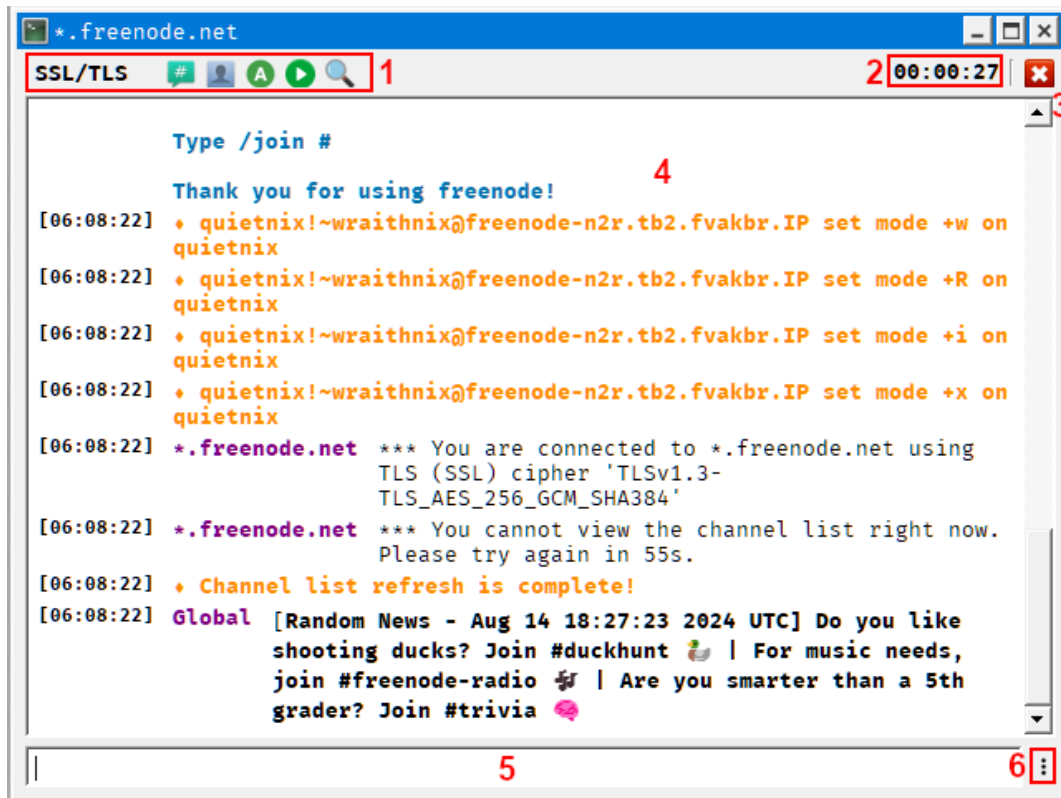 *.freenode.net
SSL/TLS # A 1 2 00:00:27
3
Type /join #
4
Thank you for using freenode!
[06:08:22] ♦ quietnix!~wraithnix@freenode-n2r.tb2.fvakbr.IP set mode +w on
quietnix
[06:08:22] ♦ quietnix!~wraithnix@freenode-n2r.tb2.fvakbr.IP set mode +R on
quietnix
[06:08:22] ♦ quietnix!~wraithnix@freenode-n2r.tb2.fvakbr.IP set mode +i on
quietnix
[06:08:22] ♦ quietnix!~wraithnix@freenode-n2r.tb2.fvakbr.IP set mode +x on
quietnix
[06:08:22] *.freenode.net *** You are connected to *.freenode.net using
TLS (SSL) cipher 'TLSv1.3-
TLS_AES_256_GCM_SHA384'
[06:08:22] *.freenode.net *** You cannot view the channel list right now.
Please try again in 55s.
[06:08:22] ♦ Channel list refresh is complete!
[06:08:22] Global [Random News - Aug 14 18:27:23 2024 UTC] Do you like
shooting ducks? Join #duckhunt 🦆 | For music needs,
join #freenode-radio 🎶 | Are you smarter than a 5th
grader? Join #trivia 🧠
5 6